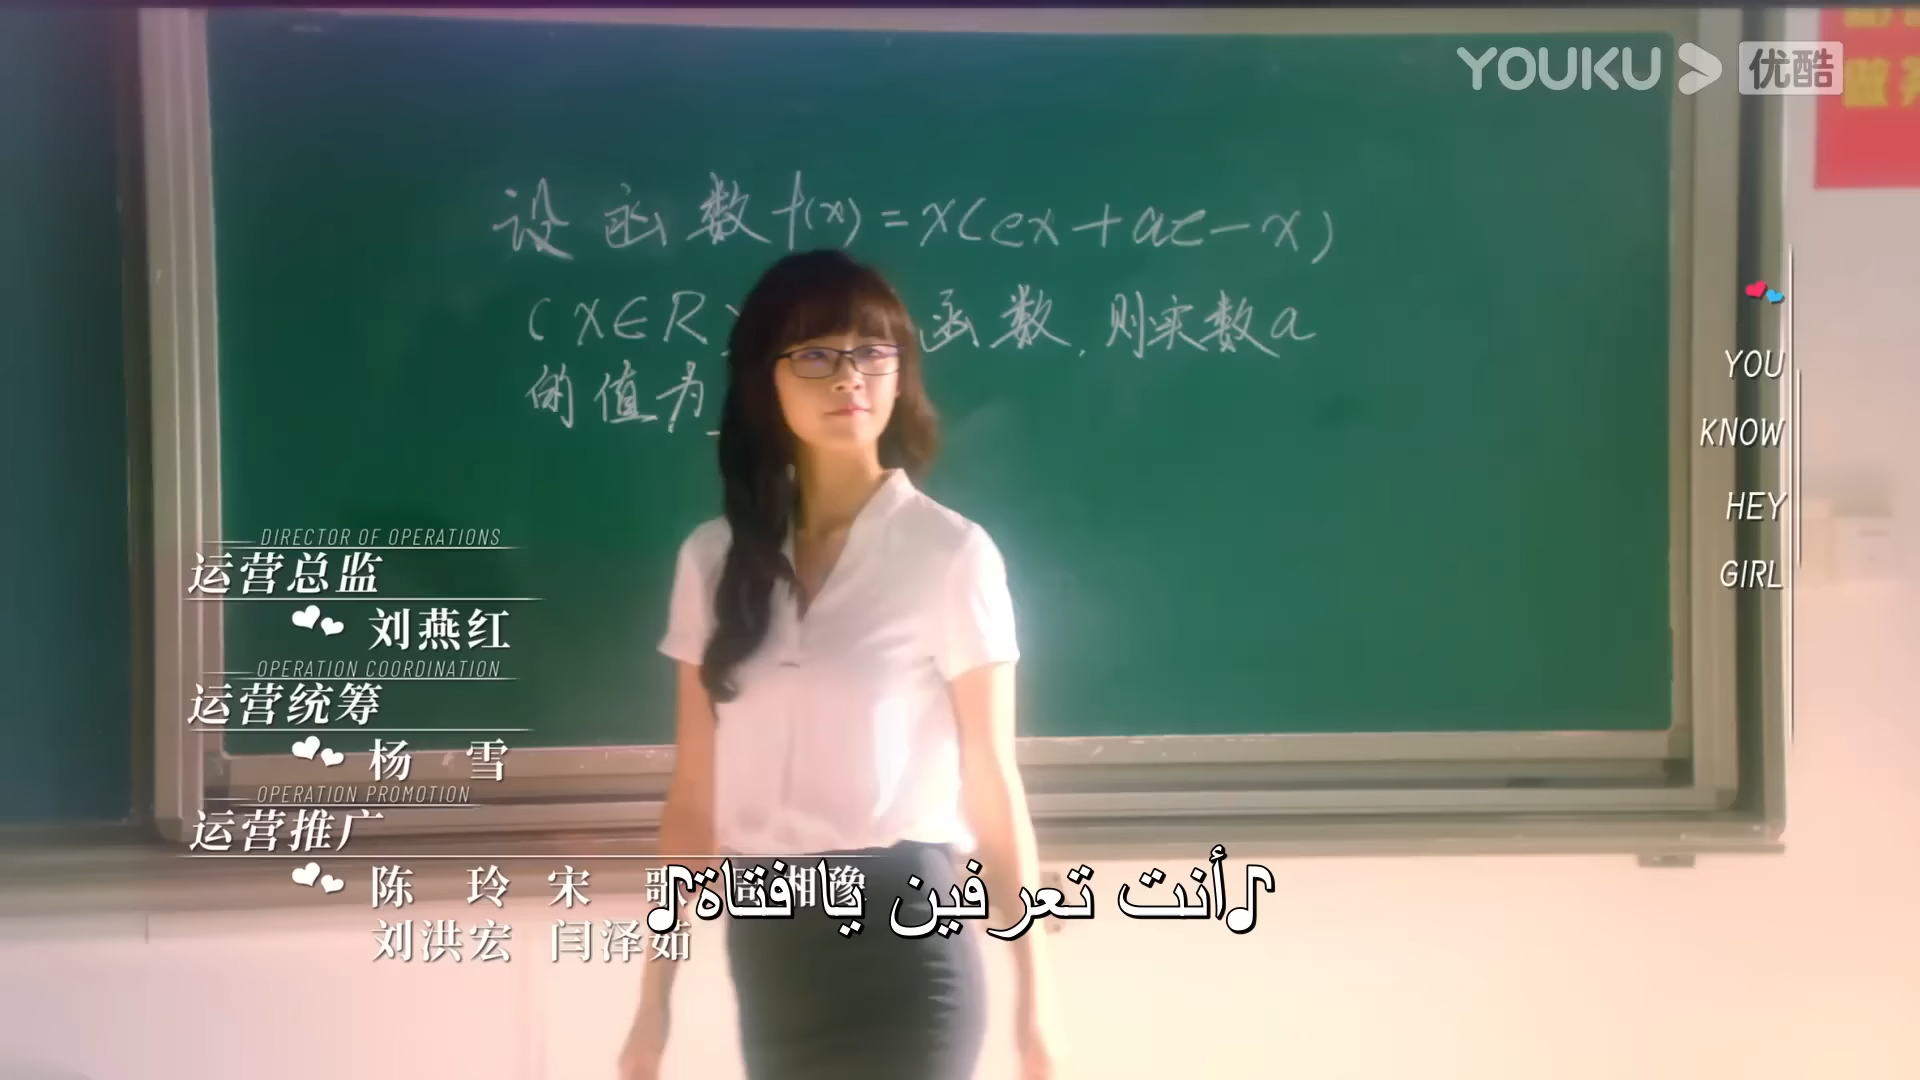 YOUKU 优酷
设函数f(x)=x(ex+ae-x)
(x∈R) 函数,则实数a
的值为
YOU
KNOW
HEY
GIRL
DIRECTOR OF OPERATIONS
运营总监
刘燕红
OPERATION COORDINATION
运营统筹
杨 雪
OPERATION PROMOTION
运营推广
陈 玲 宋 歌 湘豫
刘洪宏 闫泽茹
♪أنت تعرفين يا فتاة♪